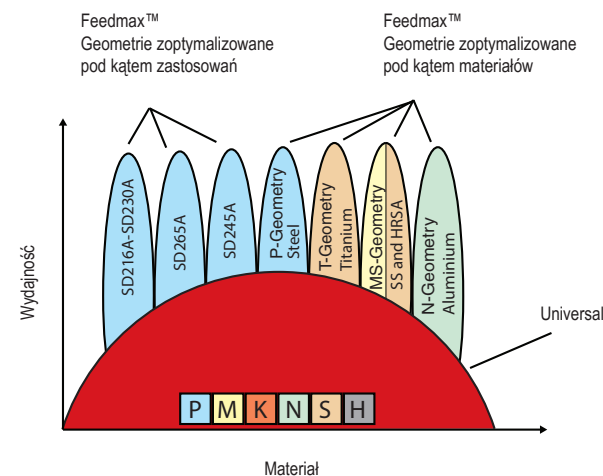 Feedmax™
Geometrie zoptymalizowane
pod kątem zastosowań
Feedmax™
Geometrie zoptymalizowane
pod kątem materiałów
Wydajność
SD216A-SD230A
SD265A
SD245A
P-Geometry
Steel
T-Geometry
Titanium
MS-Geometry
SS and HRSA
N-Geometry
Aluminium
Universal
P M K N S H
Materiał